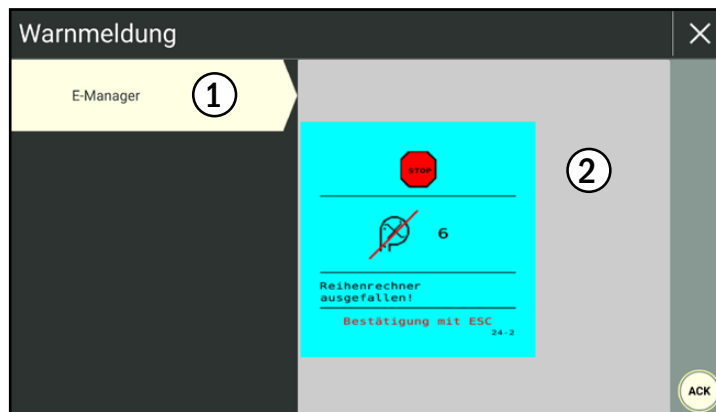 Warnmeldung
E-Manager
1
2
STOP
6
Reihenrechner
ausgefallen!
Bestätigung mit ESC
24-2
ACK